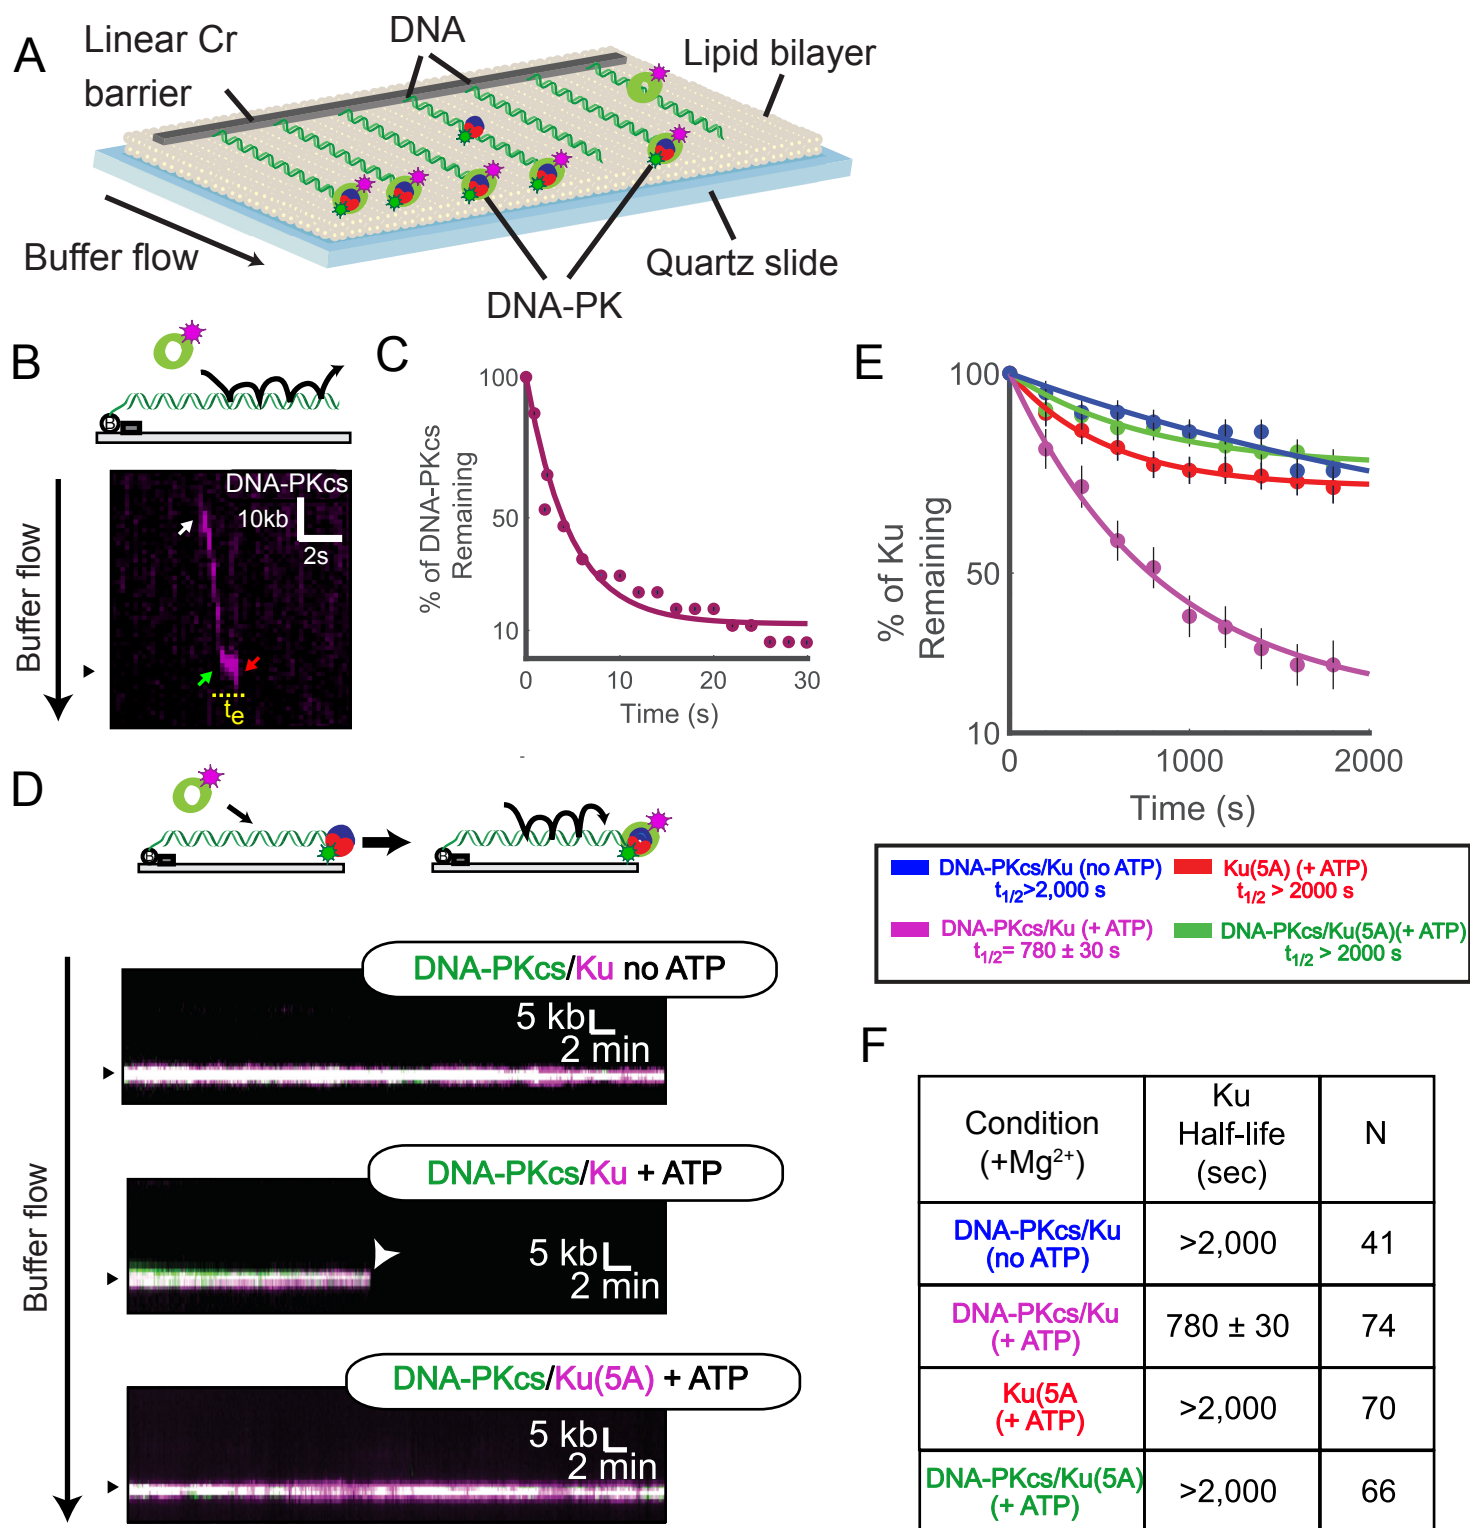 A
Linear Cr
barrier
DNA
Lipid bilayer
Buffer flow
DNA-PK
Quartz slide
B
B
Buffer flow
DNA-PKcs
10kb
2s
te
C
% of DNA-PKcs
Remaining
100
50
10
0
10
20
30
Time (s)
D
B
B
Buffer flow
DNA-PKcs/Ku no ATP
5 kb
2 min
DNA-PKcs/Ku + ATP
5 kb
2 min
DNA-PKcs/Ku(5A) + ATP
5 kb
2 min
E
% of Ku
Remaining
100
50
10
0
1000
2000
Time (s)
DNA-PKcs/Ku (no ATP)
t1/2>2,000 s
Ku(5A) (+ ATP)
t1/2 > 2000 s
DNA-PKcs/Ku (+ ATP)
t1/2= 780 ± 30 s
DNA-PKcs/Ku(5A)(+ ATP)
t1/2 > 2000 s
F
Condition
(+Mg2+)
Ku
Half-life
(sec)
N
DNA-PKcs/Ku
(no ATP)
>2,000
41
DNA-PKcs/Ku
(+ ATP)
780 ± 30
74
Ku(5A
(+ ATP)
>2,000
70
DNA-PKcs/Ku(5A)
(+ ATP)
>2,000
66